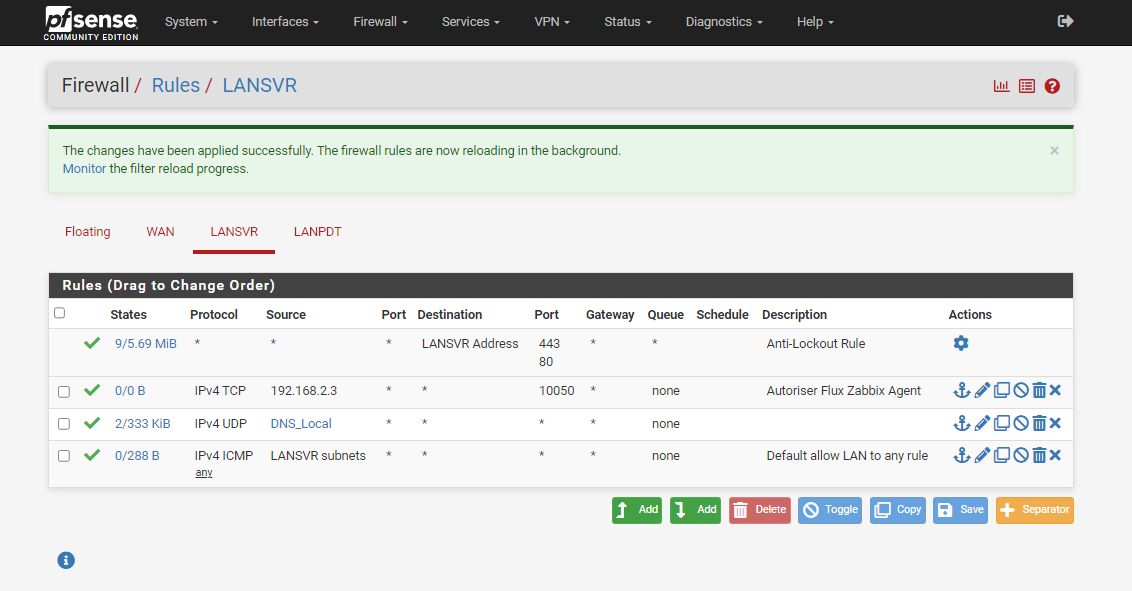 pfsense
COMMUNITY EDITION
System Interfaces Firewall Services VPN Status Diagnostics Help
Firewall / Rules / LANSVR
The changes have been applied successfully. The firewall rules are now reloading in the background.
Monitor the filter reload progress.
Floating WAN LANSVR LANPDT
Rules (Drag to Change Order)
States Protocol Source Port Destination Port Gateway Queue Schedule Description Actions
9/5.69 MiB * * * LANSVR Address 443 * * Anti-Lockout Rule
80
0/0 B IPv4 TCP 192.168.2.3 * * 10050 * none Autoriser Flux Zabbix Agent
2/333 KiB IPv4 UDP DNS_Local * * * * none
0/288 B IPv4 ICMP LANSVR subnets * * * * none Default allow LAN to any rule
any
Add Add Delete Toggle Copy Save Separator